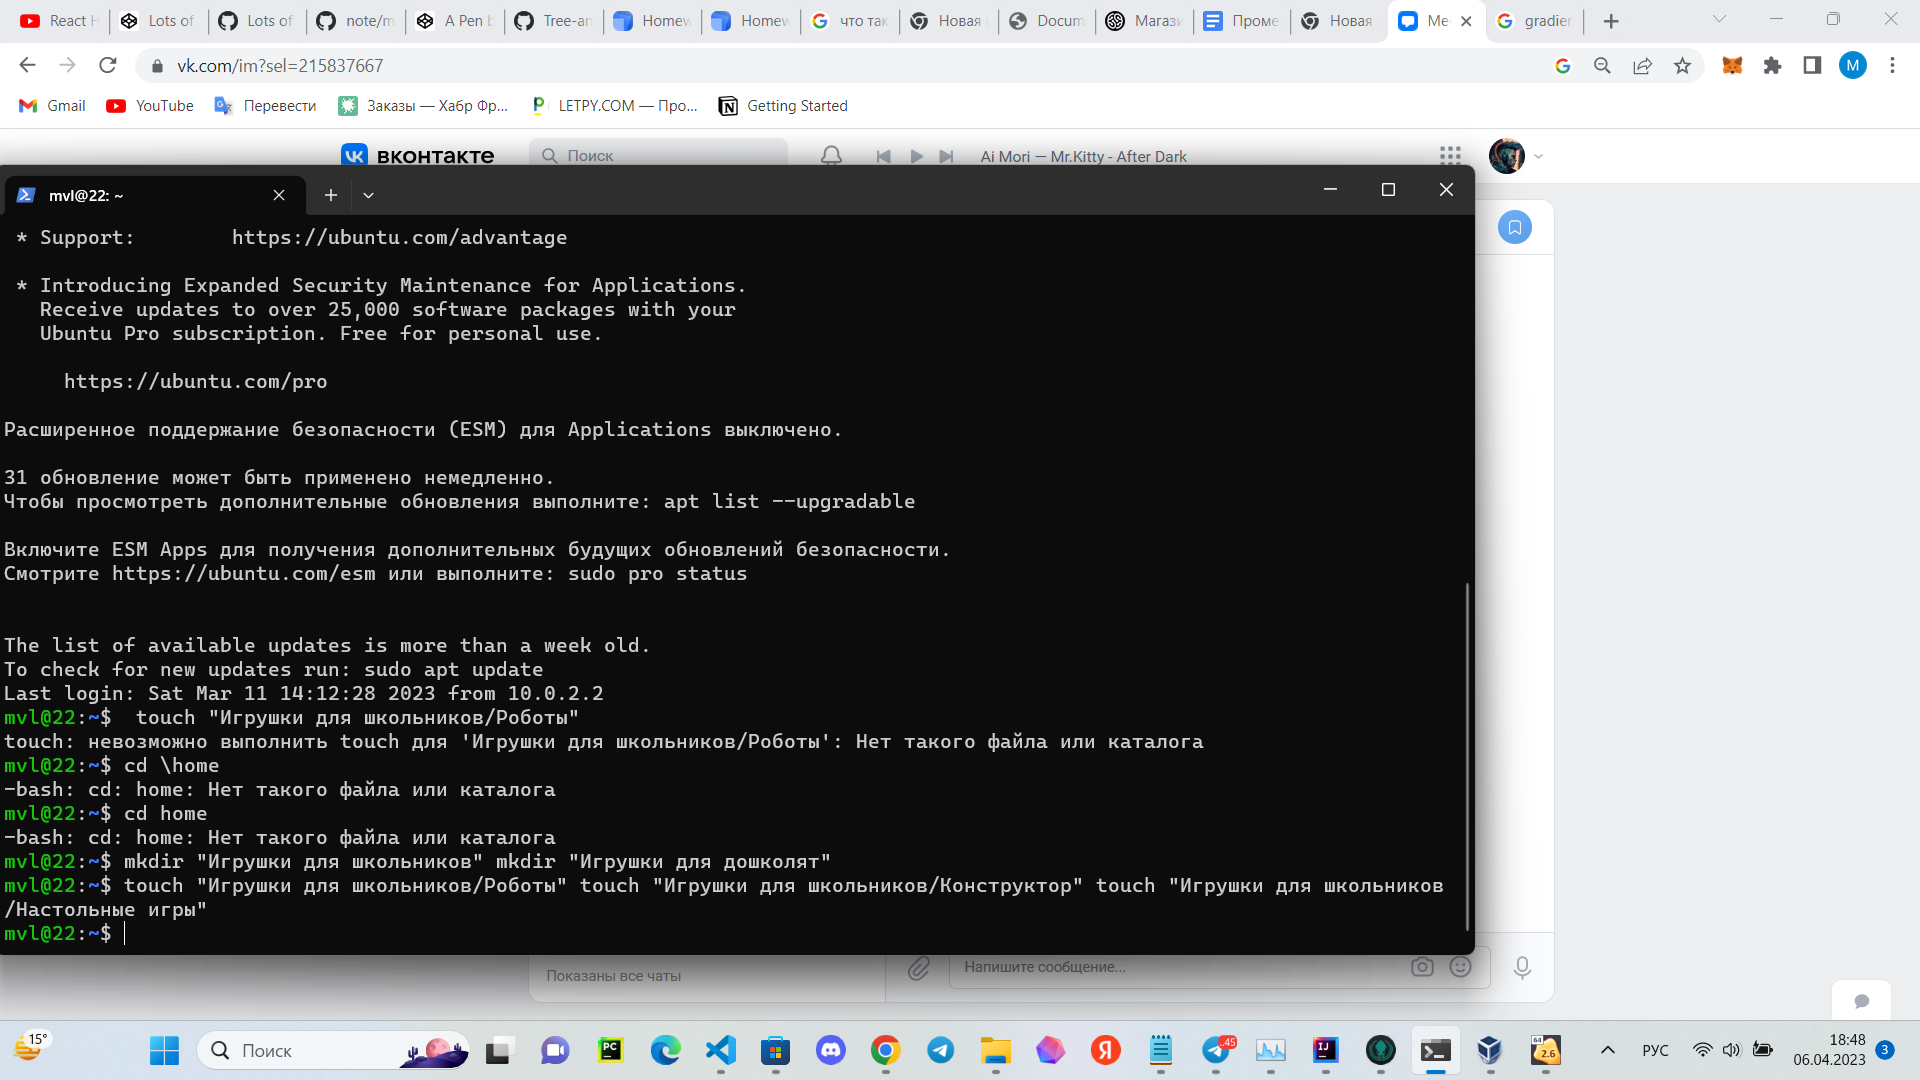 React H
Lots of
Lots of
note/m
A Pen b
Tree-an
Homew
Homew
что так
Новая
Docum
Магази
Проме
Новая
Ме
gradier
vk.com/im?sel=215837667
M
Gmail
YouTube
Перевести
Заказы — Хабр Фр...
LETPY.COM — Про...
Getting Started
вконтакте
Поиск
Ai Mori — Mr.Kitty - After Dark
mvl@22: ~
* Support:        https://ubuntu.com/advantage
* Introducing Expanded Security Maintenance for Applications.
Receive updates to over 25,000 software packages with your
Ubuntu Pro subscription. Free for personal use.
https://ubuntu.com/pro
Расширенное поддержание безопасности (ESM) для Applications выключено.
31 обновление может быть применено немедленно.
Чтобы просмотреть дополнительные обновления выполните: apt list --upgradable
Включите ESM Apps для получения дополнительных будущих обновлений безопасности.
Смотрите https://ubuntu.com/esm или выполните: sudo pro status
The list of available updates is more than a week old.
To check for new updates run: sudo apt update
Last login: Sat Mar 11 14:12:28 2023 from 10.0.2.2
mvl@22:~$  touch "Игрушки для школьников/Роботы"
touch: невозможно выполнить touch для 'Игрушки для школьников/Роботы': Нет такого файла или каталога
mvl@22:~$ cd \home
-bash: cd: home: Нет такого файла или каталога
mvl@22:~$ cd home
-bash: cd: home: Нет такого файла или каталога
mvl@22:~$ mkdir "Игрушки для школьников" mkdir "Игрушки для дошколят"
mvl@22:~$ touch "Игрушки для школьников/Роботы" touch "Игрушки для школьников/Конструктор" touch "Игрушки для школьников
/Настольные игры"
mvl@22:~$
Показаны все чаты
Напишите сообщение...
15°
Поиск
PC
Я
45
IJ
64
2.6
РУС
18:48
06.04.2023
3